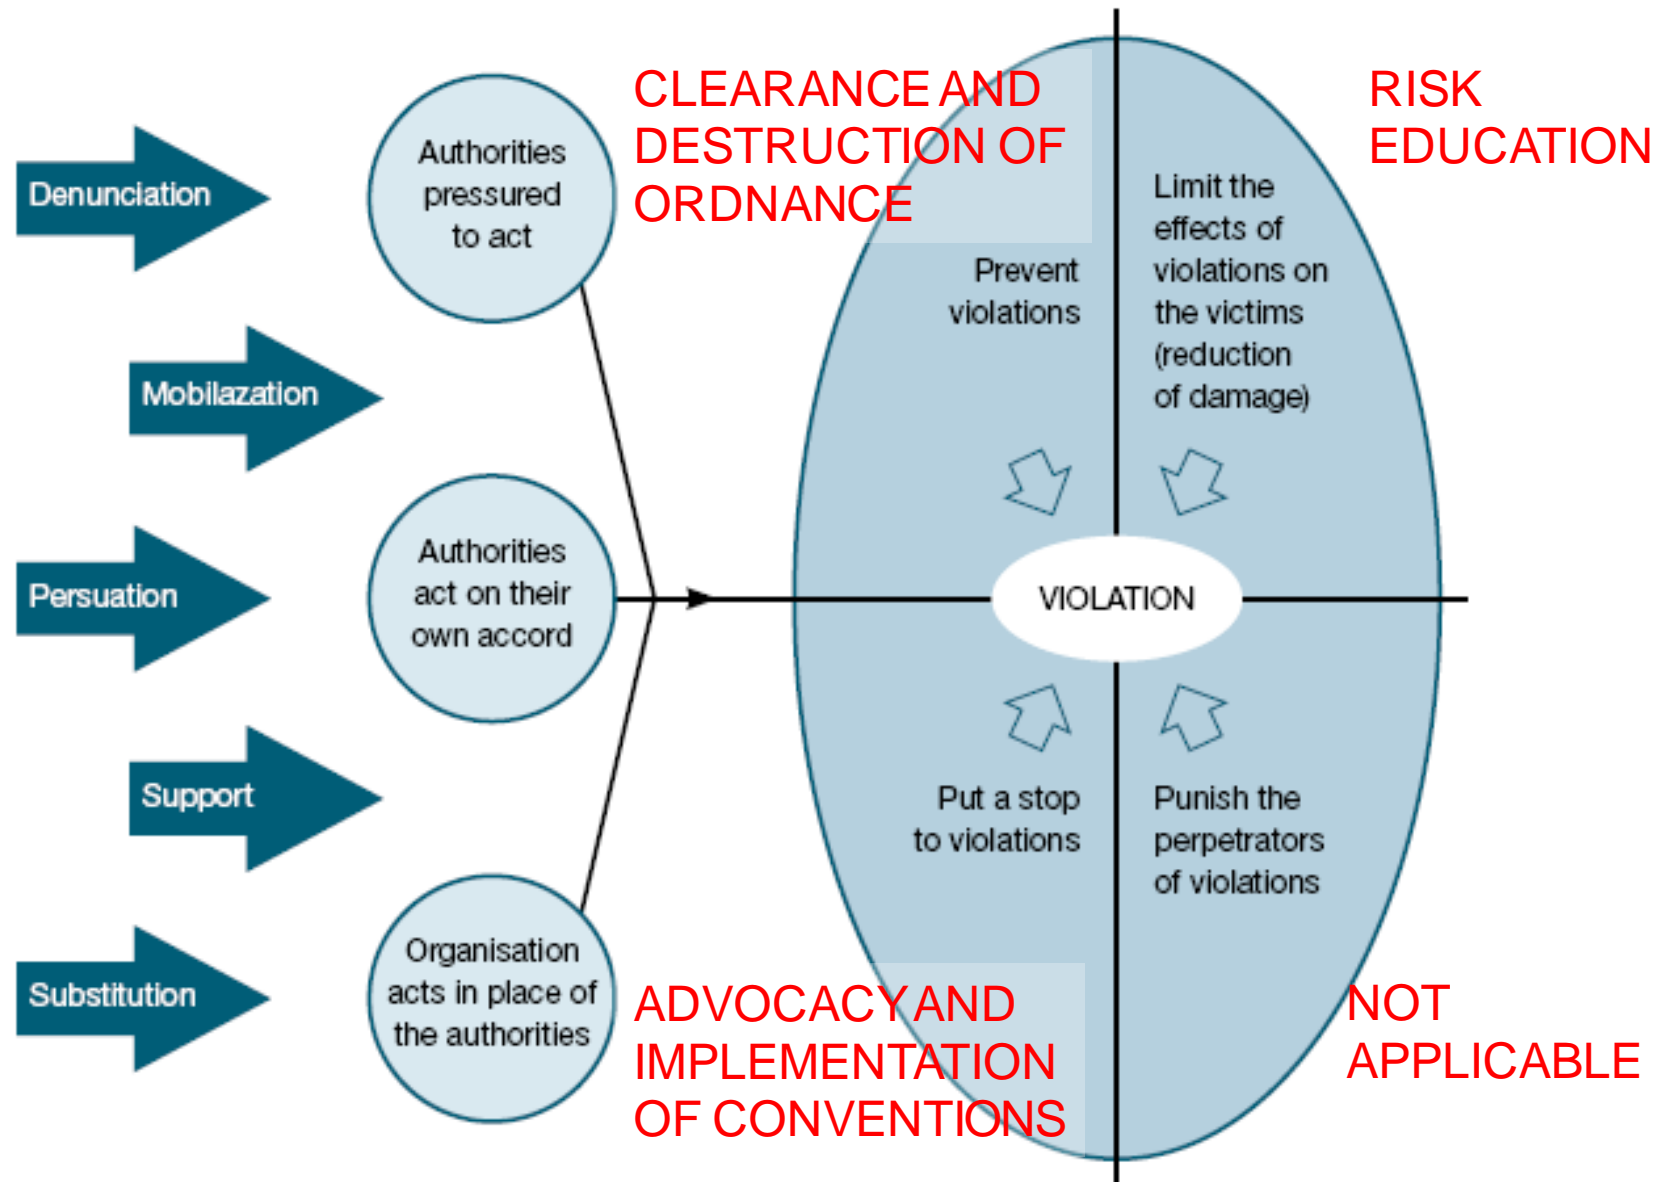 Denunciation
Mobilazation
Persuation
Support
Substitution
Authorities
pressured
to act
Authorities
act on their
own accord
Organisation
acts in place of
the authorities
CLEARANCE AND
DESTRUCTION OF
ORDNANCE
RISK
EDUCATION
Prevent
violations
Limit the
effects of
violations on
the victims
(reduction
of damage)
VIOLATION
Put a stop
to violations
Punish the
perpetrators
of violations
ADVOCACY AND
IMPLEMENTATION
OF CONVENTIONS
NOT
APPLICABLE